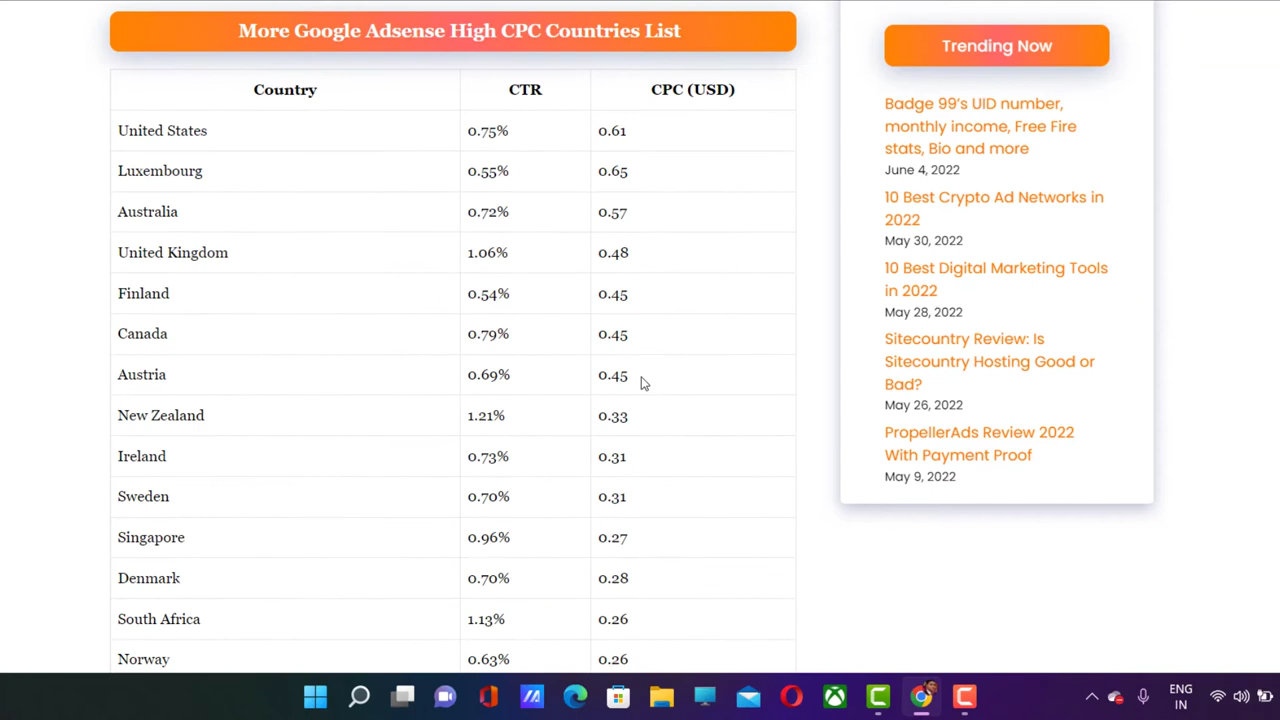 More Google Adsense High CPC Countries List
Country CTR CPC (USD)
United States 0.75% 0.61
Luxembourg 0.55% 0.65
Australia 0.72% 0.57
United Kingdom 1.06% 0.48
Finland 0.54% 0.45
Canada 0.79% 0.45
Austria 0.69% 0.45
New Zealand 1.21% 0.33
Ireland 0.73% 0.31
Sweden 0.70% 0.31
Singapore 0.96% 0.27
Denmark 0.70% 0.28
South Africa 1.13% 0.26
Norway 0.63% 0.26
Trending Now
Badge 99’s UID number,
monthly income, Free Fire
stats, Bio and more
June 4, 2022
10 Best Crypto Ad Networks in
2022
May 30, 2022
10 Best Digital Marketing Tools
in 2022
May 28, 2022
Sitecountry Review: Is
Sitecountry Hosting Good or
Bad?
May 26, 2022
PropellerAds Review 2022
With Payment Proof
May 9, 2022
ENG
IN